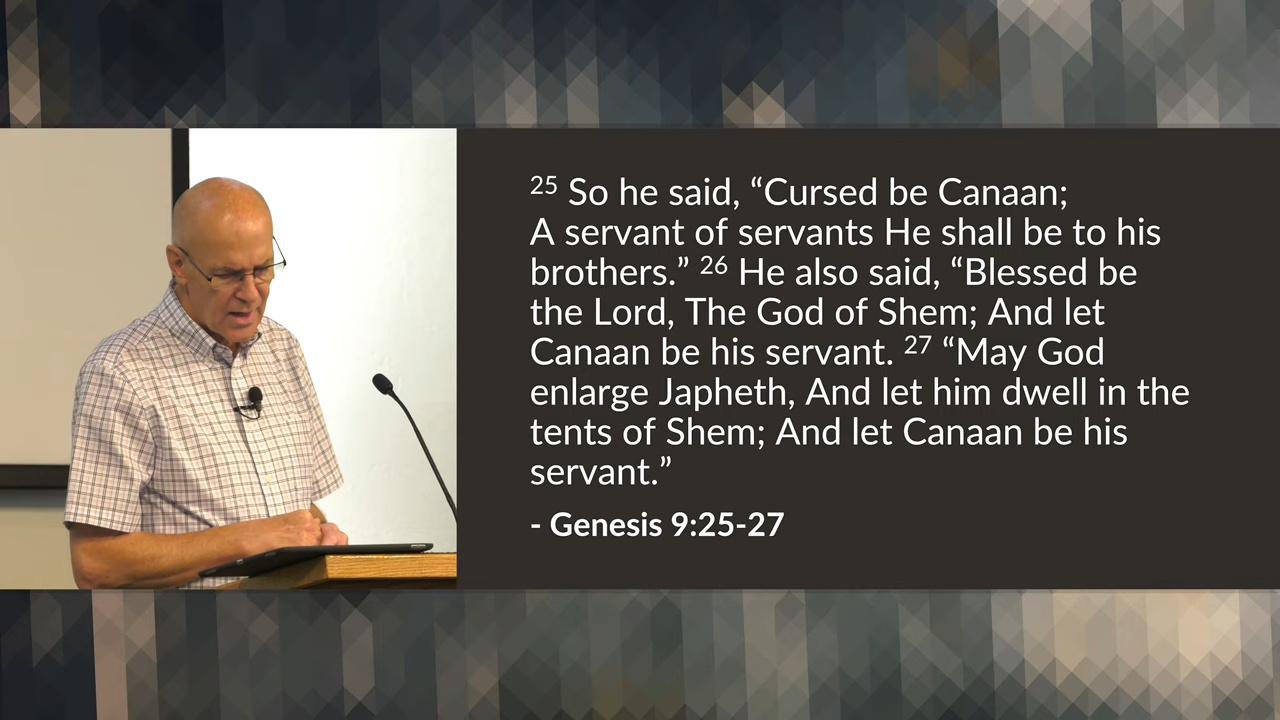 25 So he said, “Cursed be Canaan;
A servant of servants He shall be to his
brothers.” 26 He also said, “Blessed be
the Lord, The God of Shem; And let
Canaan be his servant. 27 “May God
enlarge Japheth, And let him dwell in the
tents of Shem; And let Canaan be his
servant.”
- Genesis 9:25-27